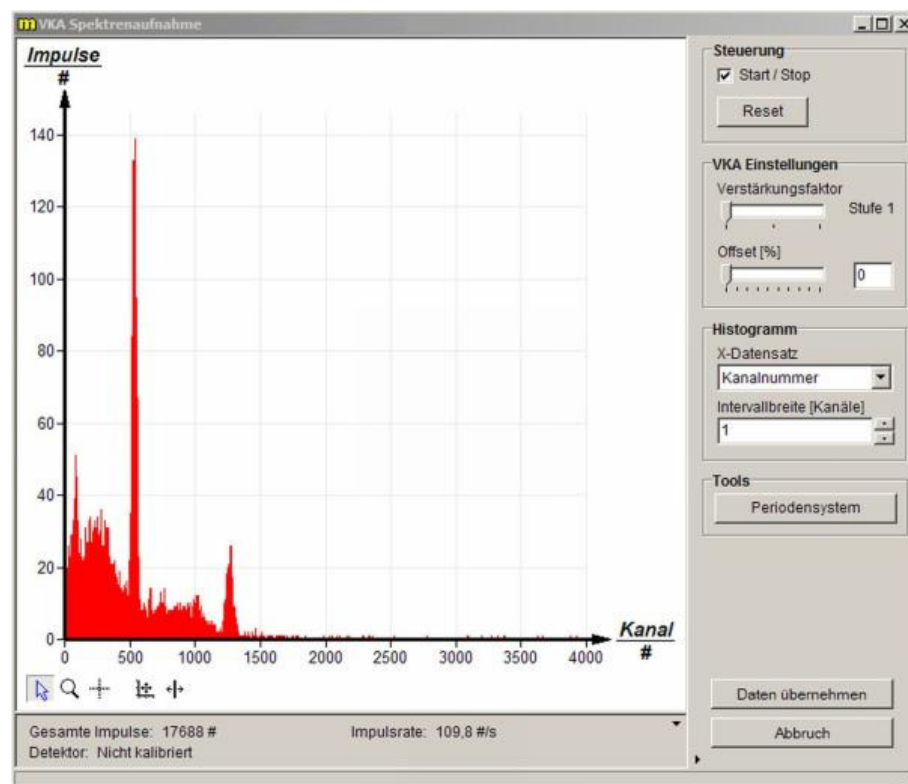 VKA Spektrenaufnahme
Impulse
#
140
120
100
80
60
40
20
0
0 500 1000 1500 2000 2500 3000 3500 4000
Kanal
#
Steuerung
Start / Stop
Reset
VKA Einstellungen
Verstärkungsfaktor
Stufe 1
Offset [%]
0
Histogramm
X-Datensatz
Kanalnummer
Intervallbreite [Kanäle]
1
Tools
Periodensystem
Daten übernehmen
Abbruch
Gesamte Impulse: 17688 # Impulsrate: 109,8 #/s
Detektor: Nicht kalibriert